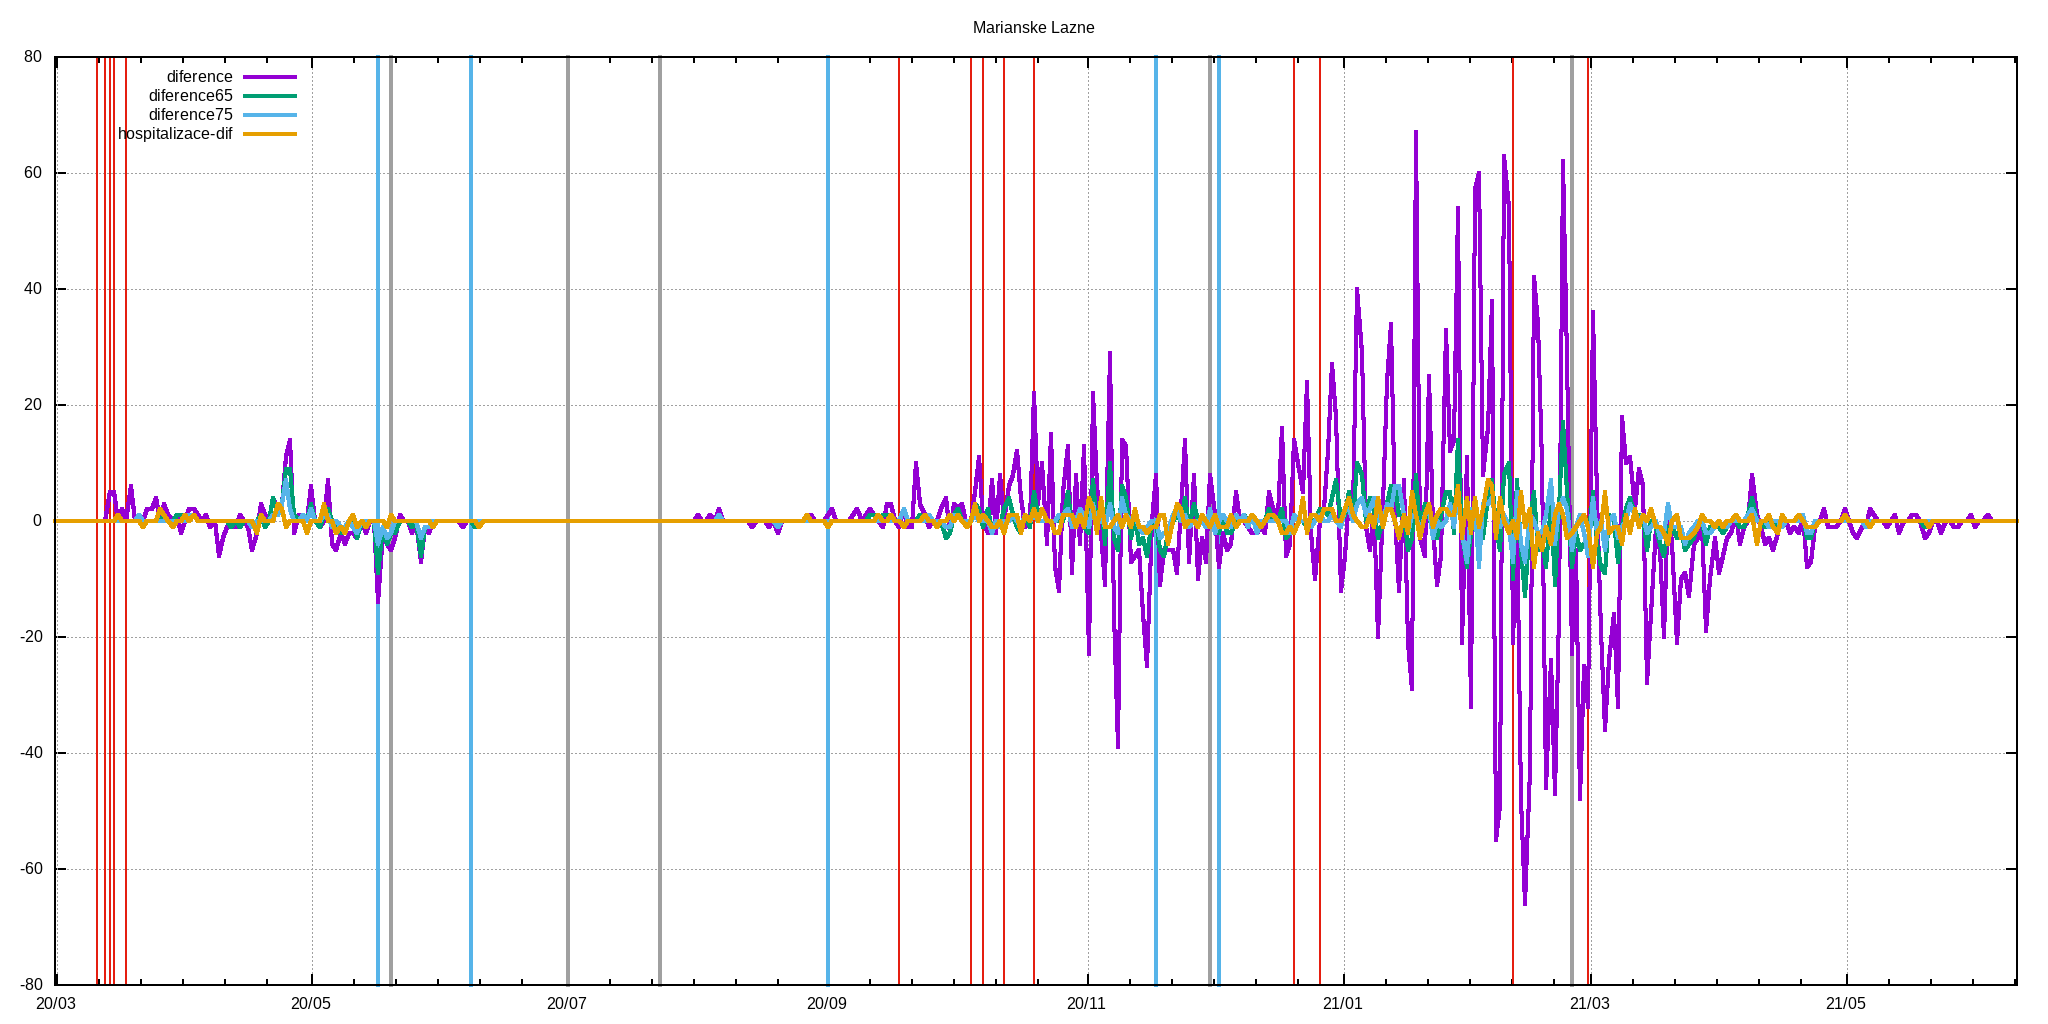 Marianske Lazne
80
diference
diference65
diference75
hospitalizace-dif
60
40
20
0
-20
-40
-60
-80
20/03 20/05 20/07 20/09 20/11 21/01 21/03 21/05